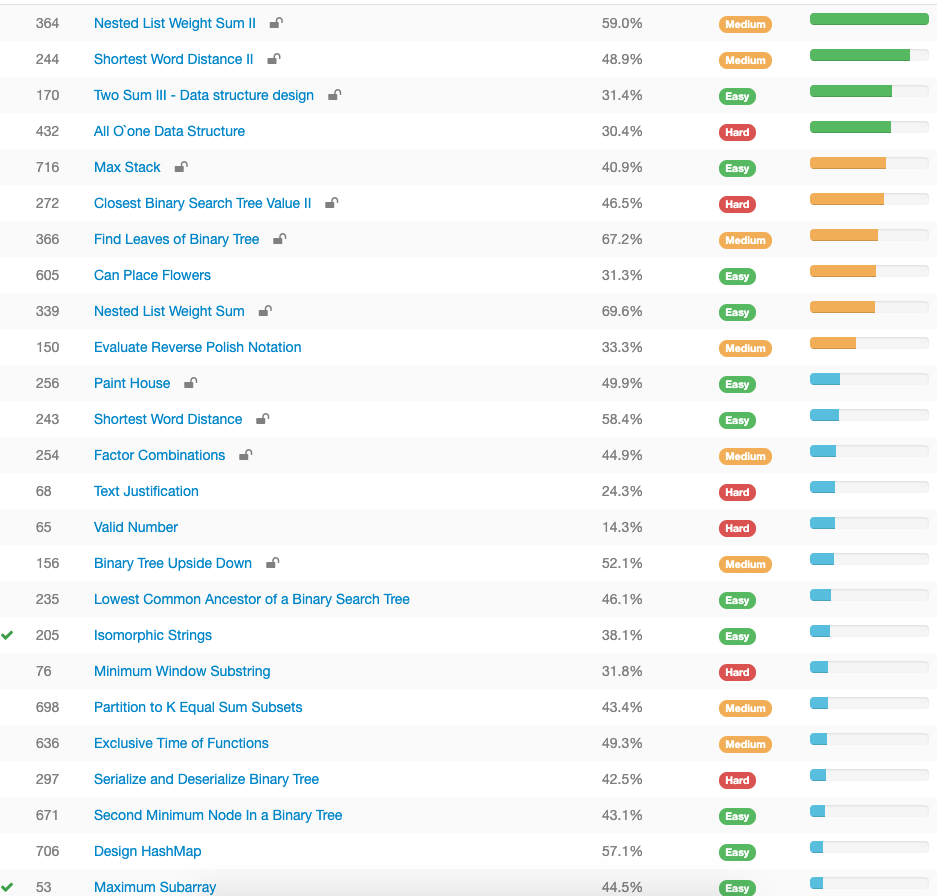 364 Nested List Weight Sum II 59.0% Medium
244 Shortest Word Distance II 48.9% Medium
170 Two Sum III - Data structure design 31.4% Easy
432 All O`one Data Structure 30.4% Hard
716 Max Stack 40.9% Easy
272 Closest Binary Search Tree Value II 46.5% Hard
366 Find Leaves of Binary Tree 67.2% Medium
605 Can Place Flowers 31.3% Easy
339 Nested List Weight Sum 69.6% Easy
150 Evaluate Reverse Polish Notation 33.3% Medium
256 Paint House 49.9% Easy
243 Shortest Word Distance 58.4% Easy
254 Factor Combinations 44.9% Medium
68 Text Justification 24.3% Hard
65 Valid Number 14.3% Hard
156 Binary Tree Upside Down 52.1% Medium
235 Lowest Common Ancestor of a Binary Search Tree 46.1% Easy
205 Isomorphic Strings 38.1% Easy
76 Minimum Window Substring 31.8% Hard
698 Partition to K Equal Sum Subsets 43.4% Medium
636 Exclusive Time of Functions 49.3% Medium
297 Serialize and Deserialize Binary Tree 42.5% Hard
671 Second Minimum Node In a Binary Tree 43.1% Easy
706 Design HashMap 57.1% Easy
53 Maximum Subarray 44.5% Easy